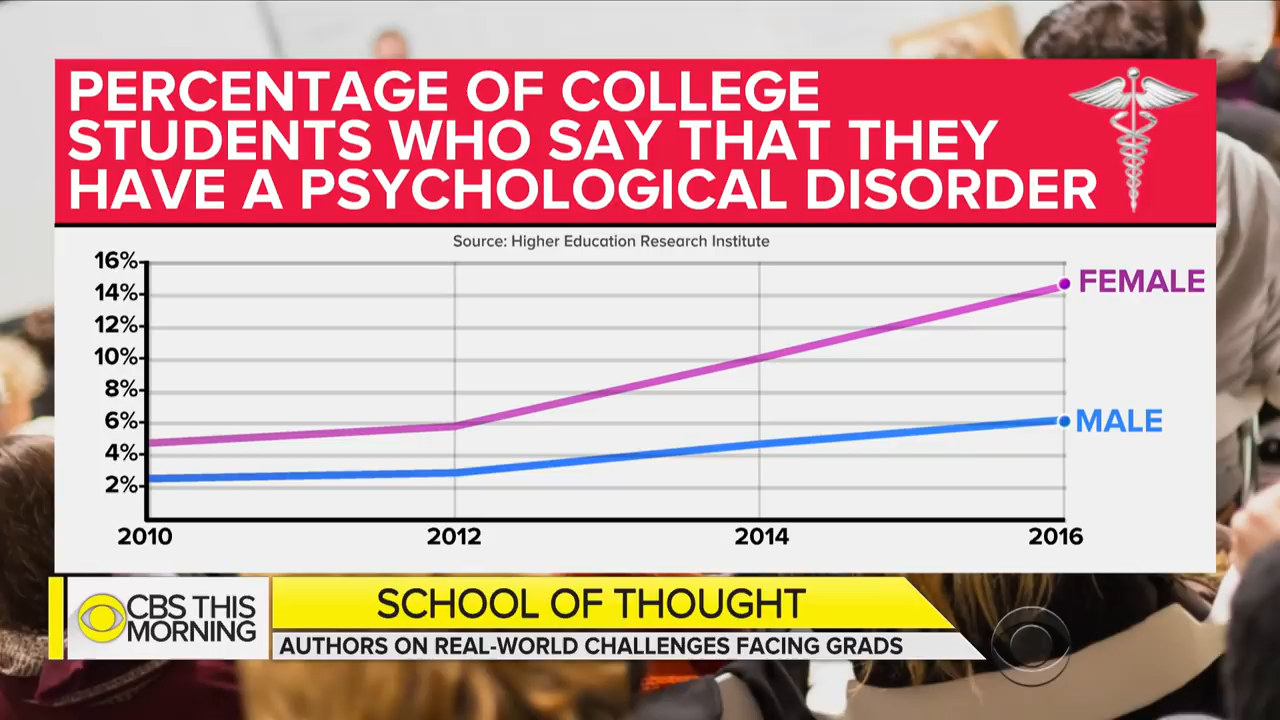 PERCENTAGE OF COLLEGE
STUDENTS WHO SAY THAT THEY
HAVE A PSYCHOLOGICAL DISORDER
Source: Higher Education Research Institute
16%
14%
12%
10%
8%
6%
4%
2%
FEMALE
MALE
2010 2012 2014 2016
CBS THIS
MORNING
SCHOOL OF THOUGHT
AUTHORS ON REAL-WORLD CHALLENGES FACING GRADS